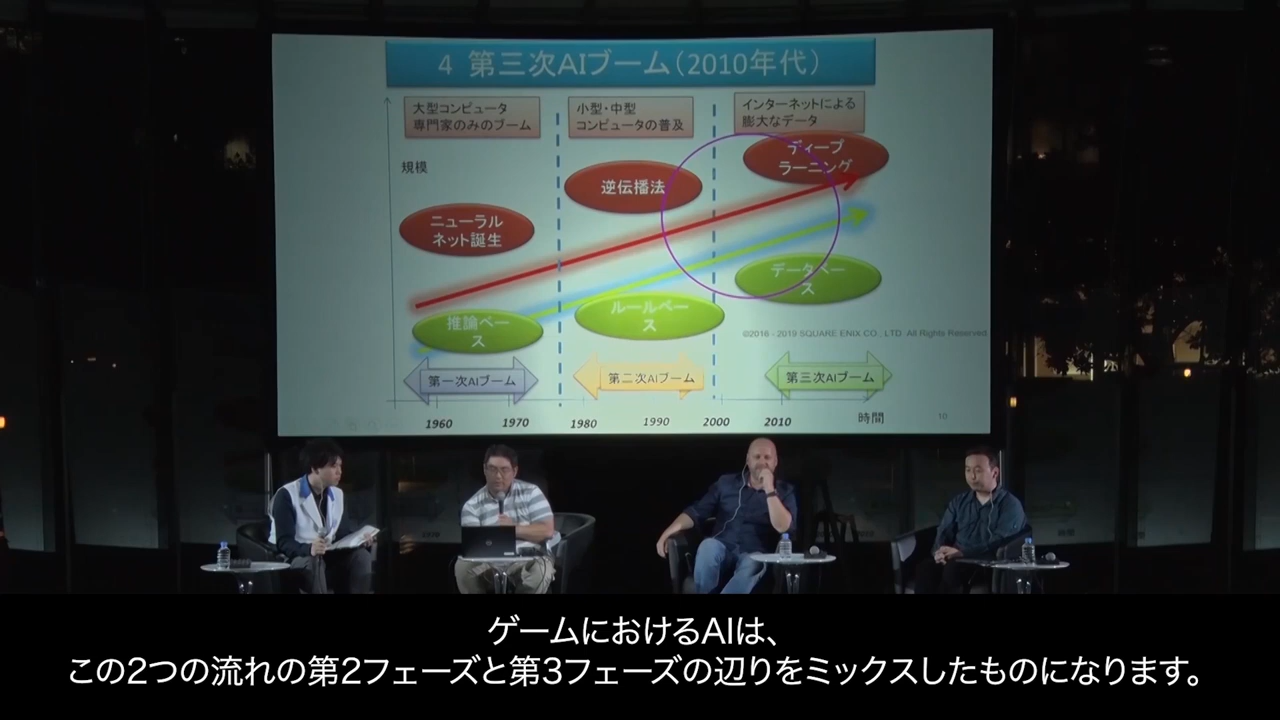 4 第三次AIブーム（2010年代）
大型コンピュータ
専門家のみのブーム
小型・中型
コンピュータの普及
インターネットによる
膨大なデータ
規模
ディープ
ラーニング
逆伝播法
ニューラル
ネット誕生
データベー
ス
ルールベー
ス
推論ベー
ス
©2016 - 2019 SQUARE ENIX CO., LTD. All Rights Reserved.
第一次AIブーム
第二次AIブーム
第三次AIブーム
1960
1970
1980
1990
2000
2010
時間
10
ゲームにおけるAIは、
この2つの流れの第2フェーズと第3フェーズの辺りをミックスしたものになります。